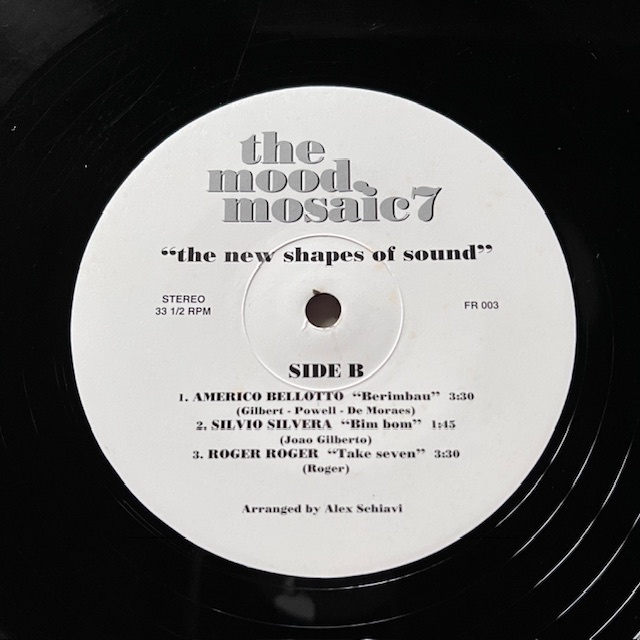 the
mood
mosaic 7
“the new shapes of sound”
STEREO
33 1/2 RPM
FR 003
SIDE B
1. AMERICO BELLOTTO “Berimbau” 3:30
(Gilbert - Powell - De Moraes)
2. SILVIO SILVERA “Bim bom” 1:45
(Joao Gilberto)
3. ROGER ROGER “Take seven” 3:30
(Roger)
Arranged by Alex Schiavi